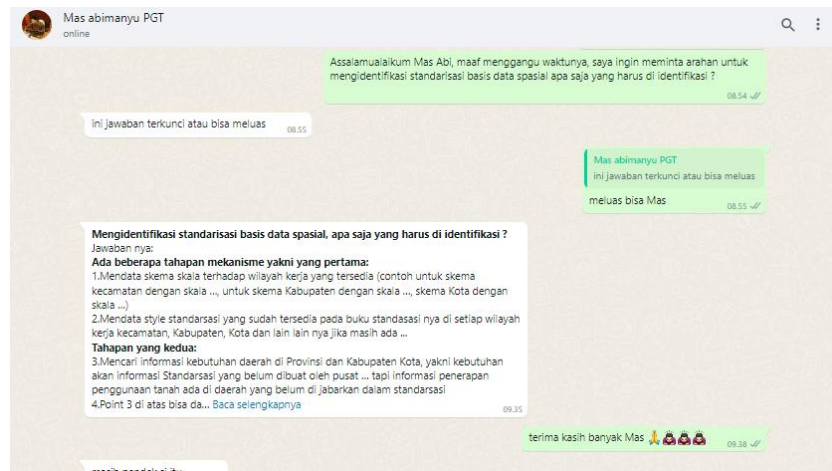 Mas abimanyu PGT
online
Assalamualaikum Mas Abi, maaf menggangu waktunya, saya ingin meminta arahan untuk
mengidentifikasi standarisasi basis data spasial apa saja yang harus di identifikasi ?
08.54
ini jawaban terkunci atau bisa meluas
08.55
Mas abimanyu PGT
ini jawaban terkunci atau bisa meluas
meluas bisa Mas
08.55
Mengidentifikasi standarisasi basis data spasial, apa saja yang harus di identifikasi ?
Jawaban nya:
Ada beberapa tahapan mekanisme yakni yang pertama:
1.Mendata skema skala terhadap wilayah kerja yang tersedia (contoh untuk skema
kecamatan dengan skala ..., untuk skema Kabupaten dengan skala ..., skema Kota dengan
skala ...)
2.Mendata style standarsasi yang sudah tersedia pada buku standasasi nya di setiap wilayah
kerja kecamatan, Kabupaten, Kota dan lain lain nya jika masih ada ...
Tahapan yang kedua:
3.Mencari informasi kebutuhan daerah di Provinsi dan Kabupaten Kota, yakni kebutuhan
akan informasi Standarsasi yang belum dibuat oleh pusat ... tapi informasi penerapan
penggunaan tanah ada di daerah yang belum di jabarkan dalam standarsasi
4.Point 3 di atas bisa da... Baca selengkapnya
09.35
terima kasih banyak Mas 🙏🙇🙇🙇
09.38